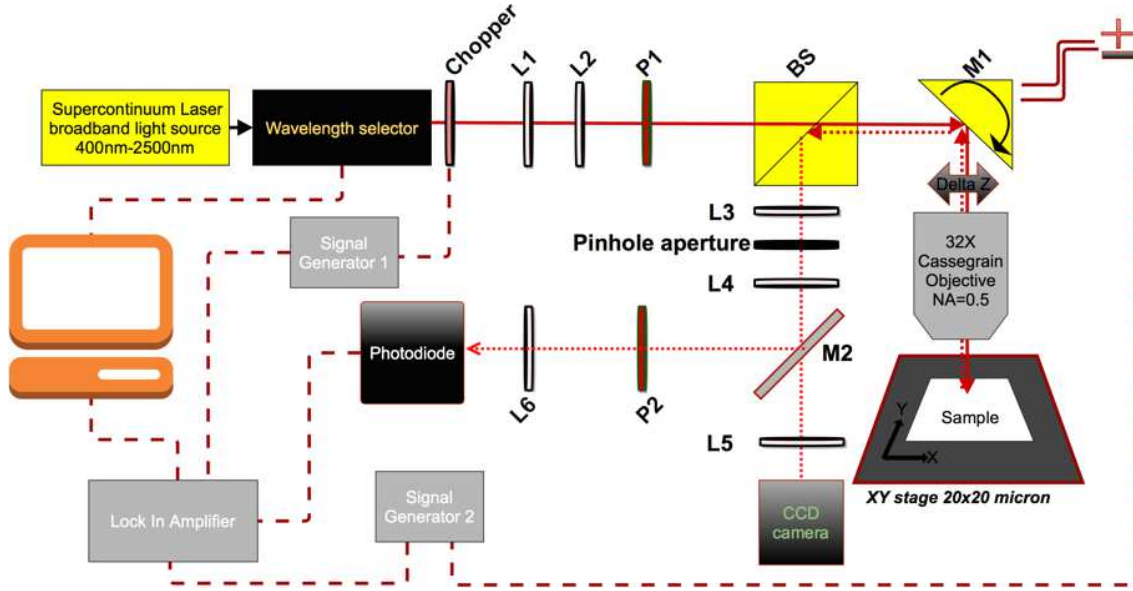 Chopper
L1
L2
P1
BS
M1
Supercontinuum Laser
broadband light source
400nm-2500nm
Wavelength selector
Delta Z
L3
Pinhole aperture
L4
32X
Cassegrain
Objective
NA=0.5
Signal
Generator 1
Photodiode
L6
P2
M2
L5
Y
X
Sample
XY stage 20x20 micron
Lock In Amplifier
Signal
Generator 2
CCD
camera